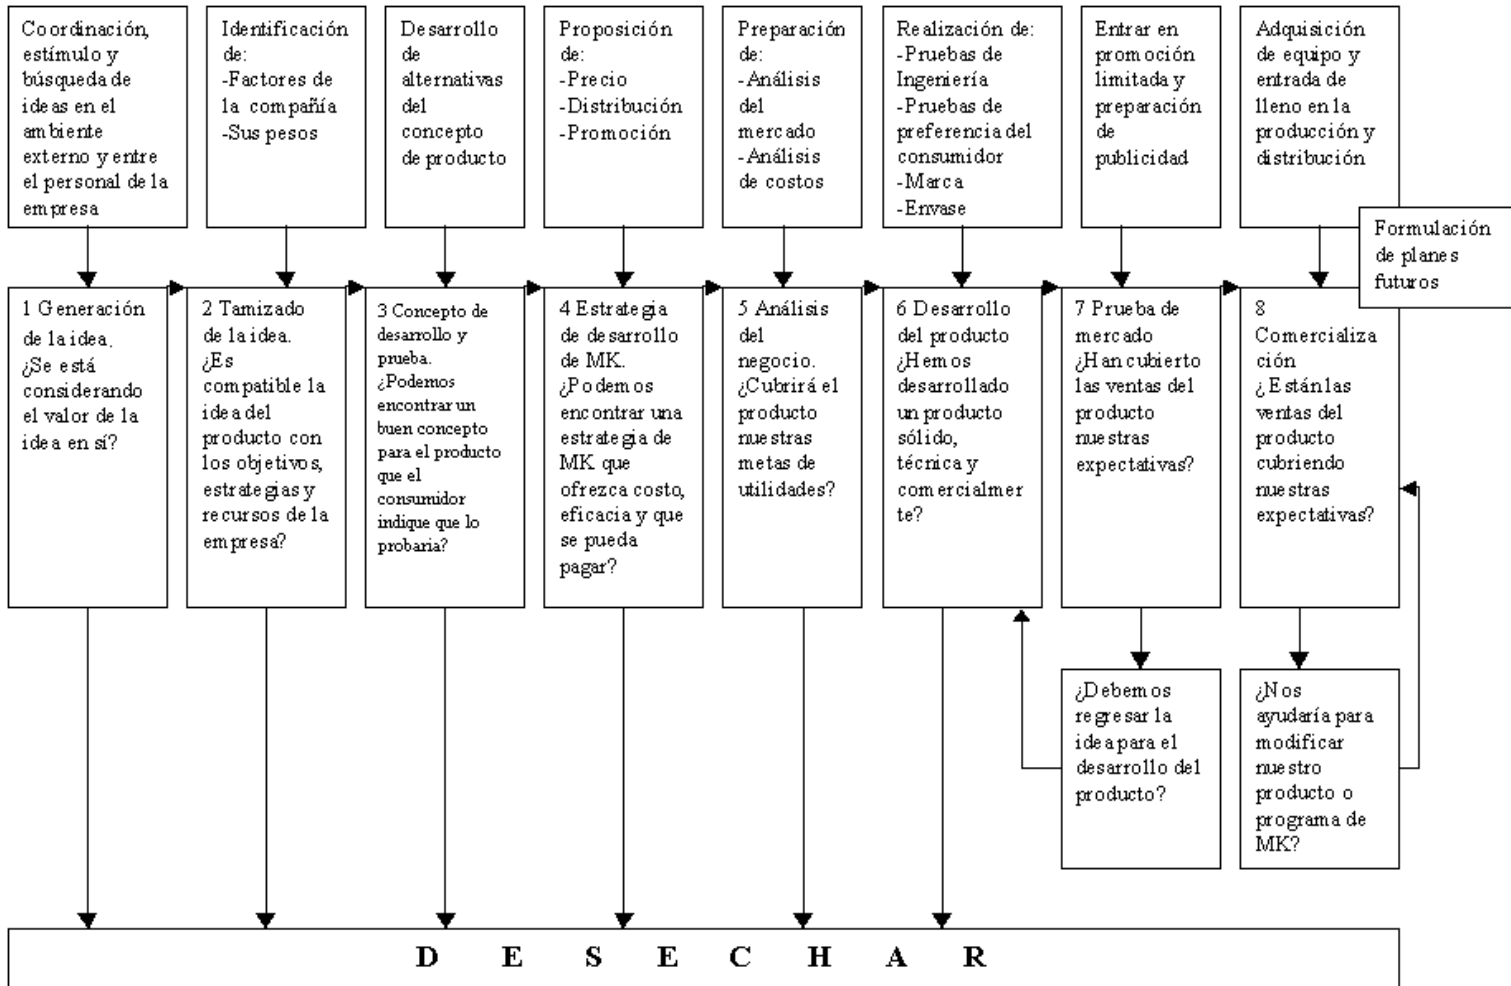 Coordinación,
estímulo y
búsqueda de
ideas en el
ambiente
externo y entre
el personal de la
empresa
Identificación
de:
-Factores de
la compañía
-Sus pesos
Desarrollo
de
alternativas
del
concepto
de producto
Proposición
de:
-Precio
-Distribución
-Promoción
Preparación
de:
-Análisis
del
mercado
-Análisis
de costos
Realización de:
-Pruebas de
Ingeniería
-Pruebas de
preferencia del
consumidor
-Marca
-Envase
Entrar en
promoción
limitada y
preparación
de
publicidad
Adquisición
de equipo y
entrada de
lleno en la
producción y
distribución
Formulación
de planes
futuros
1 Generación
de la idea.
¿Se está
considerando
el valor de la
idea en sí?
2 Tamizado
de la idea.
¿Es
compatible la
idea del
producto con
los objetivos,
estrategias y
recursos de la
empresa?
3 Concepto de
desarrollo y
prueba.
¿Podemos
encontrar un
buen concepto
para el producto
que el
consumidor
indique que lo
probaria?
4 Estrategia
de desarrollo
de MK.
¿Podemos
encontrar una
estrategia de
MK que
ofrezca costo,
eficacia y que
se pueda
pagar?
5 Análisis
del
negocio.
¿Cubrirá el
producto
nuestras
metas de
utilidades?
6 Desarrollo
del producto
¿Hemos
desarrollado
un producto
sólido,
técnica y
comercialmer
te?
7 Prueba de
mercado
¿Han cubierto
las ventas del
producto
nuestras
expectativas?
8
Comercializa
ción
¿Están las
ventas del
producto
cubriendo
nuestras
expectativas?
¿Debemos
regresar la
idea para el
desarrollo del
producto?
¿Nos
ayudaría para
modificar
nuestro
producto o
programa de
MK?
D E S E C H A R